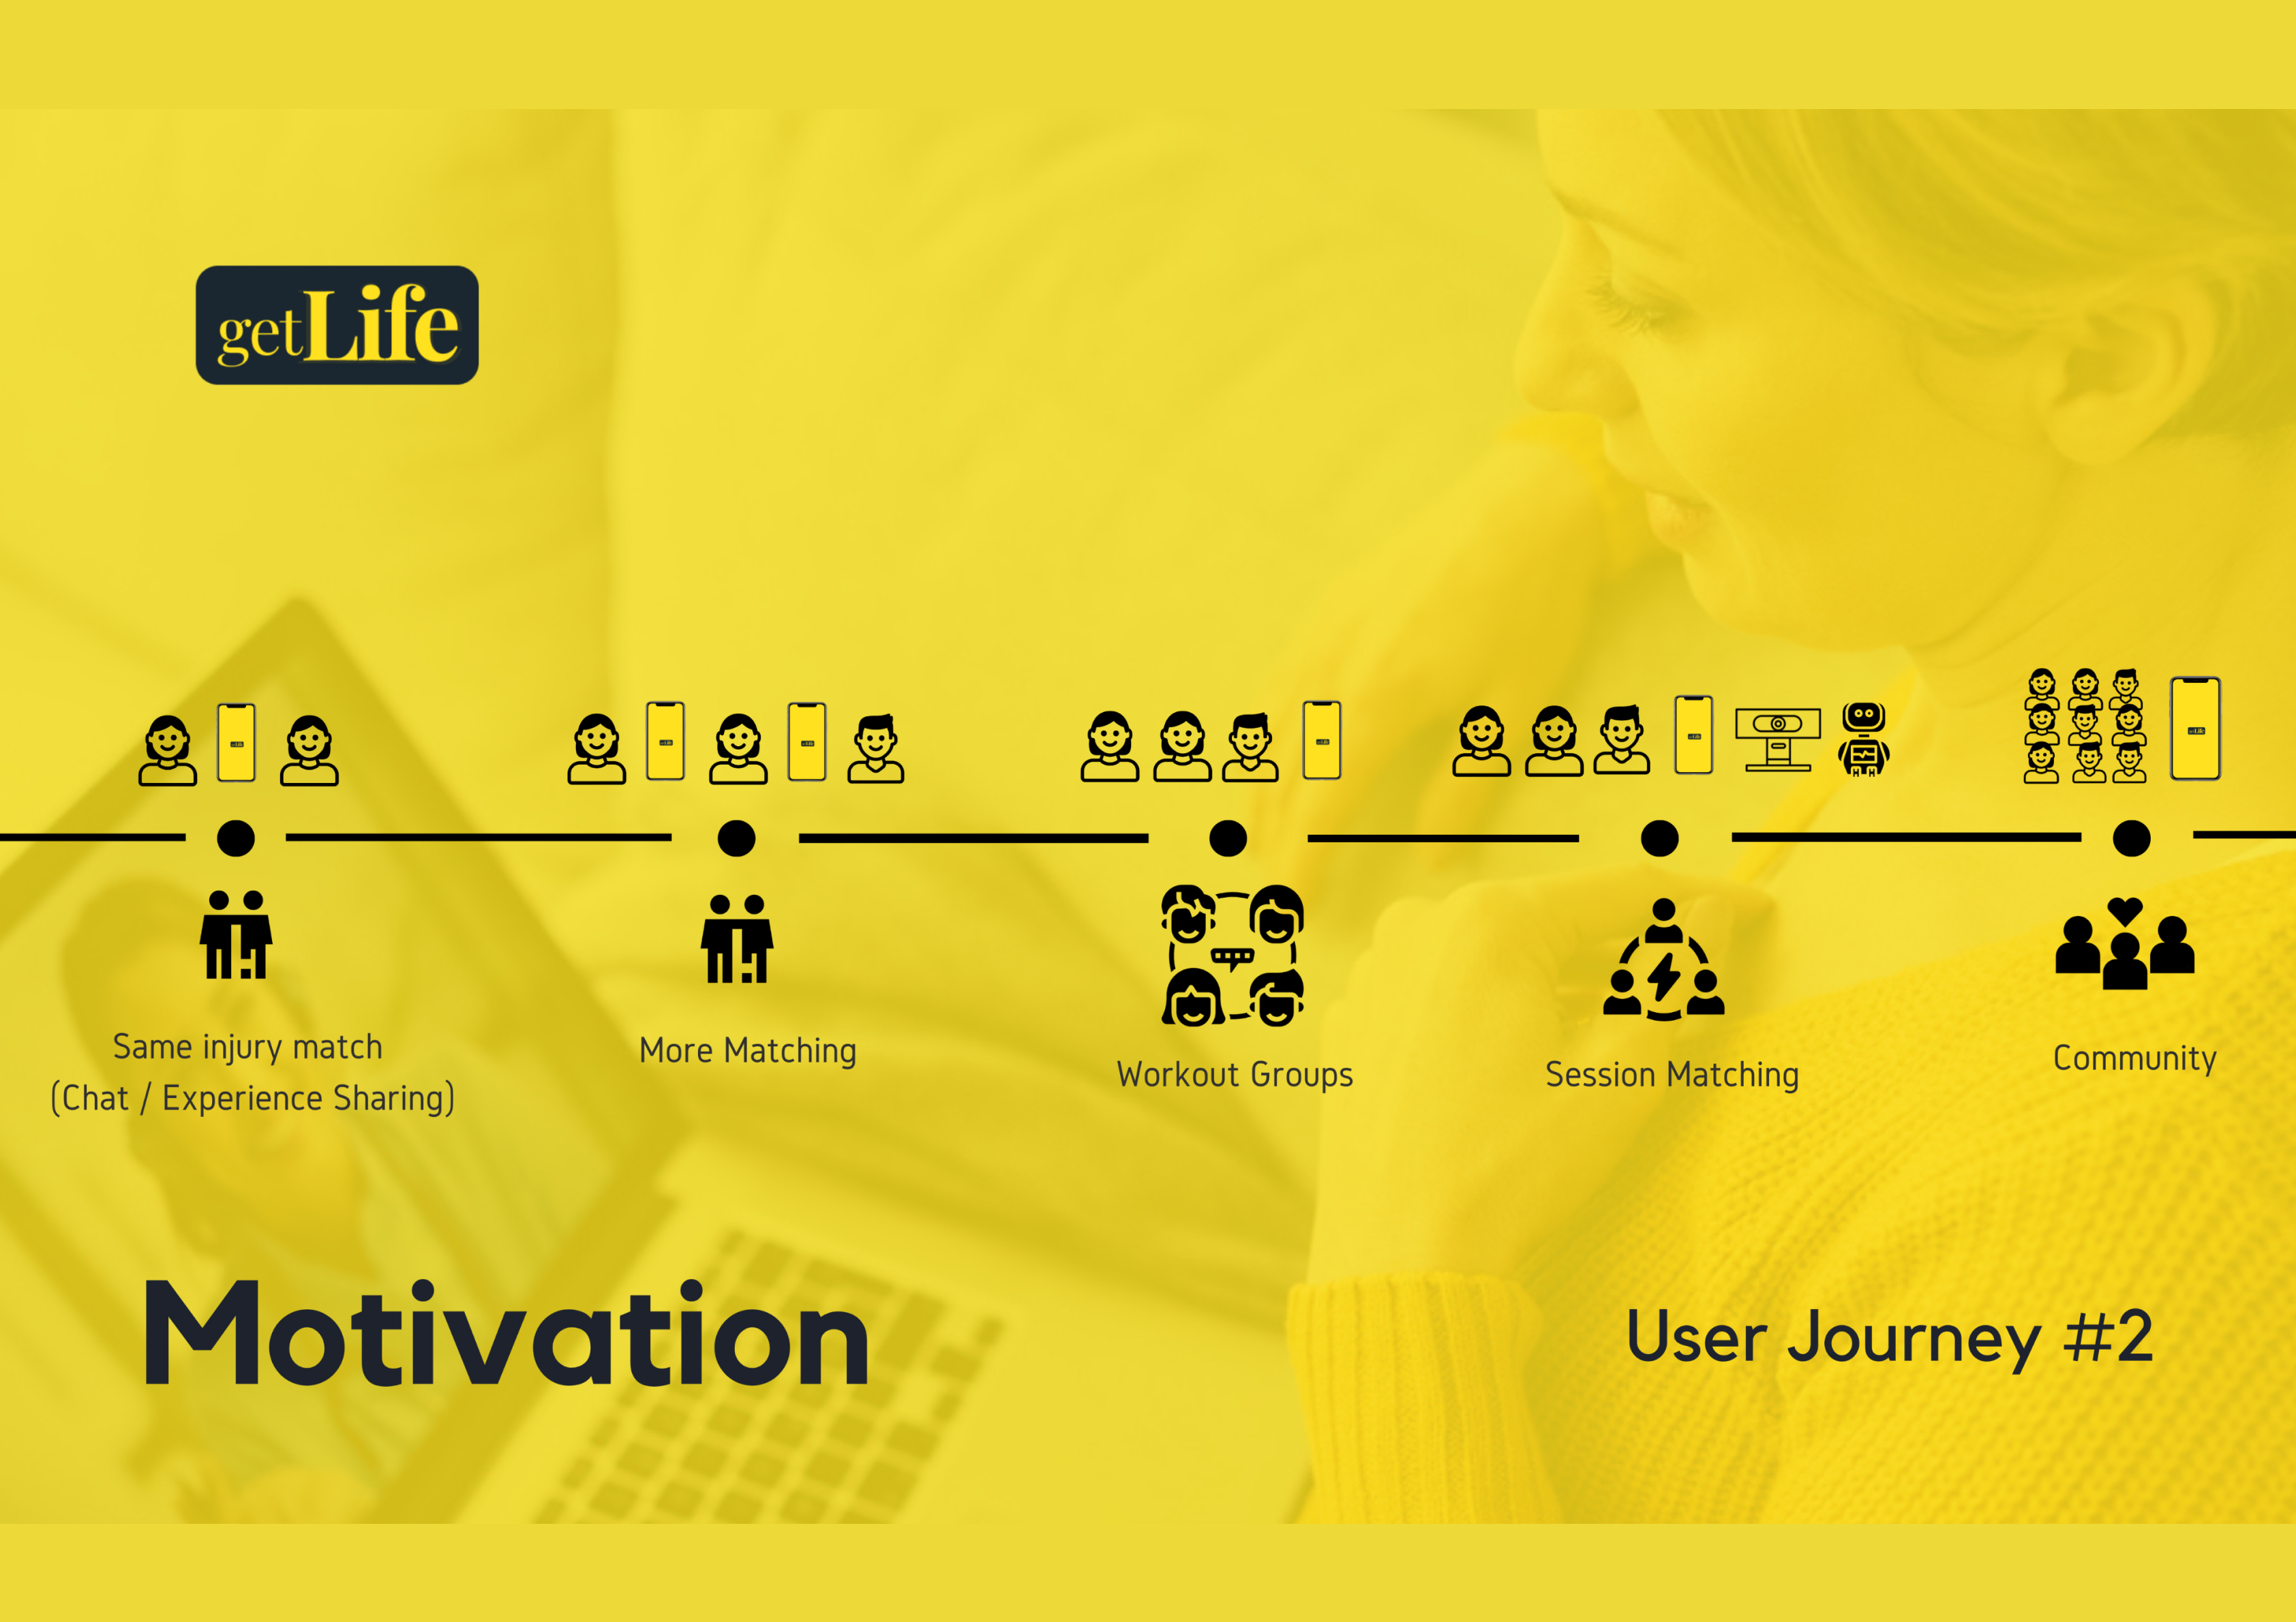 getLife
Same injury match
(Chat / Experience Sharing)
More Matching
Workout Groups
Session Matching
Community
Motivation
User Journey #2